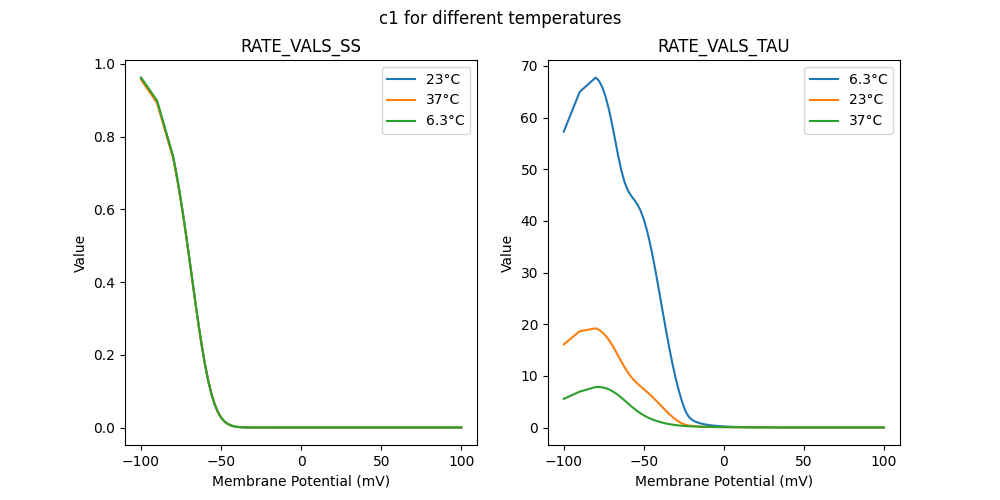 c1 for different temperatures
RATE_VALS_SS
1.0
0.8
0.6
0.4
0.2
0.0
Value
−100
−50
0
50
100
Membrane Potential (mV)
23°C
37°C
6.3°C
RATE_VALS_TAU
70
60
50
40
30
20
10
0
Value
−100
−50
0
50
100
Membrane Potential (mV)
6.3°C
23°C
37°C